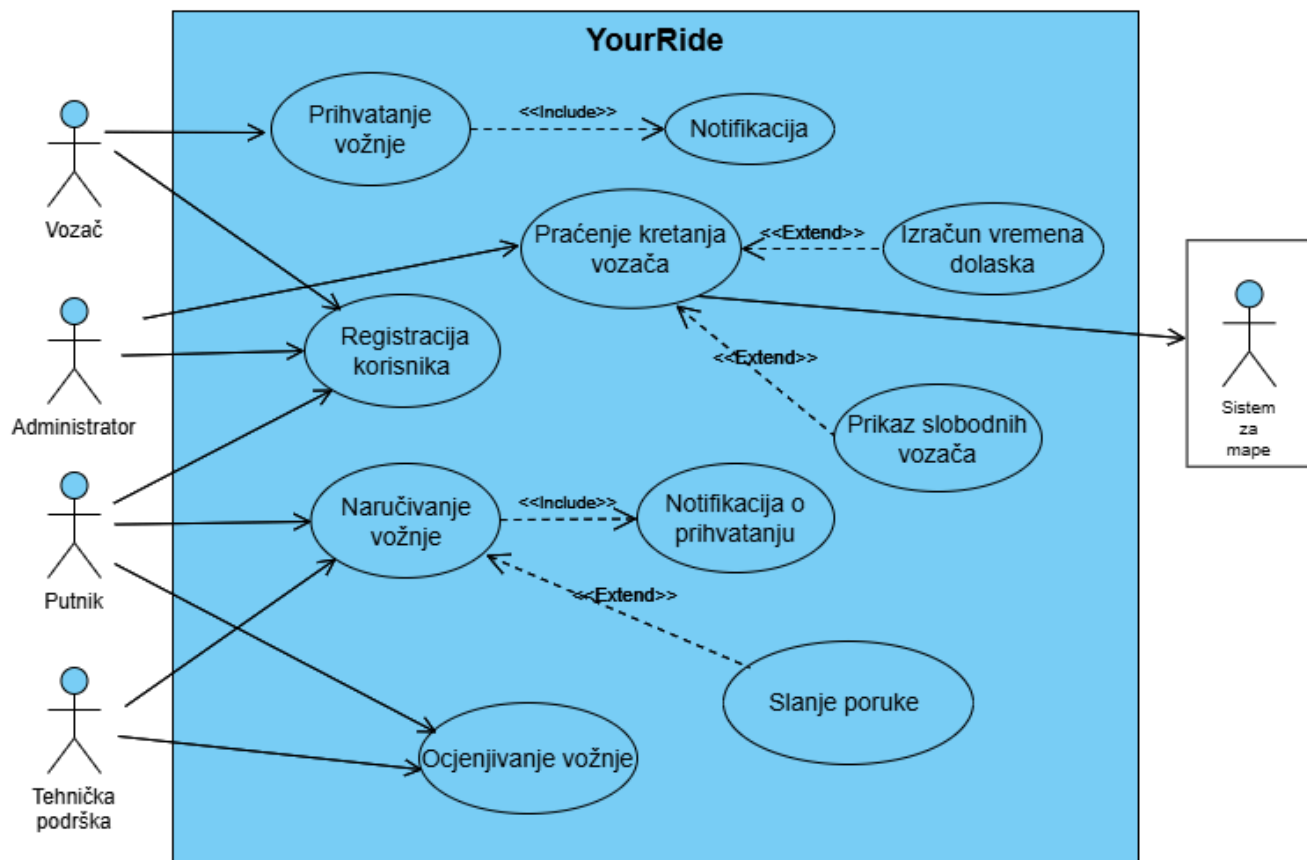 YourRide
Prihvatanje
vožnje
<<Include>>
Notifikacija
Vozač
Praćenje kretanja
vozača
<<Extend>>
Izračun vremena
dolaska
Registracija
korisnika
<<Extend>>
Administrator
Sistem
za
mape
Prikaz slobodnih
vozača
Naručivanje
vožnje
<<Include>>
Notifikacija o
prihvatanju
Putnik
<<Extend>>
Slanje poruke
Ocjenjivanje vožnje
Tehnička
podrška